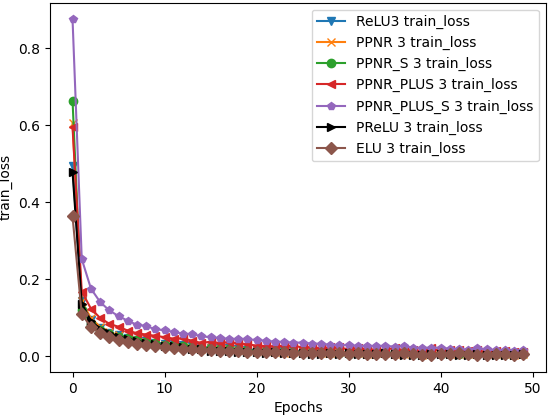 ReLU3 train_loss
PPNR 3 train_loss
PPNR_S 3 train_loss
PPNR_PLUS 3 train_loss
PPNR_PLUS_S 3 train_loss
PReLU 3 train_loss
ELU 3 train_loss
train_loss
0.8
0.6
0.4
0.2
0.0
0 10 20 30 40 50
Epochs